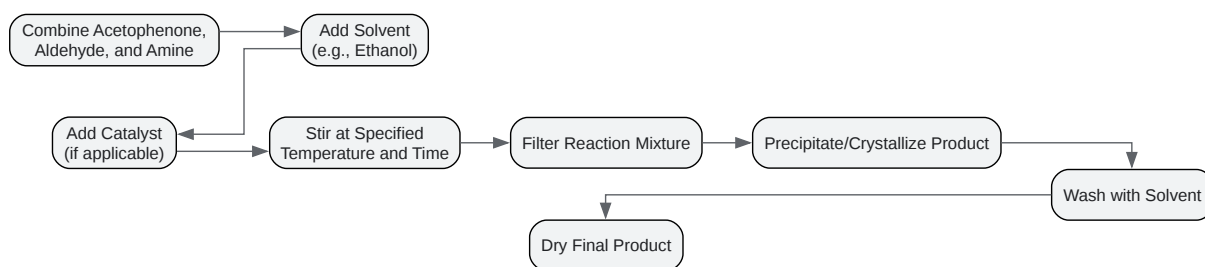 Combine Acetophenone,
Aldehyde, and Amine
Add Solvent
(e.g., Ethanol)
Add Catalyst
(if applicable)
Stir at Specified
Temperature and Time
Filter Reaction Mixture
Precipitate/Crystallize Product
Wash with Solvent
Dry Final Product